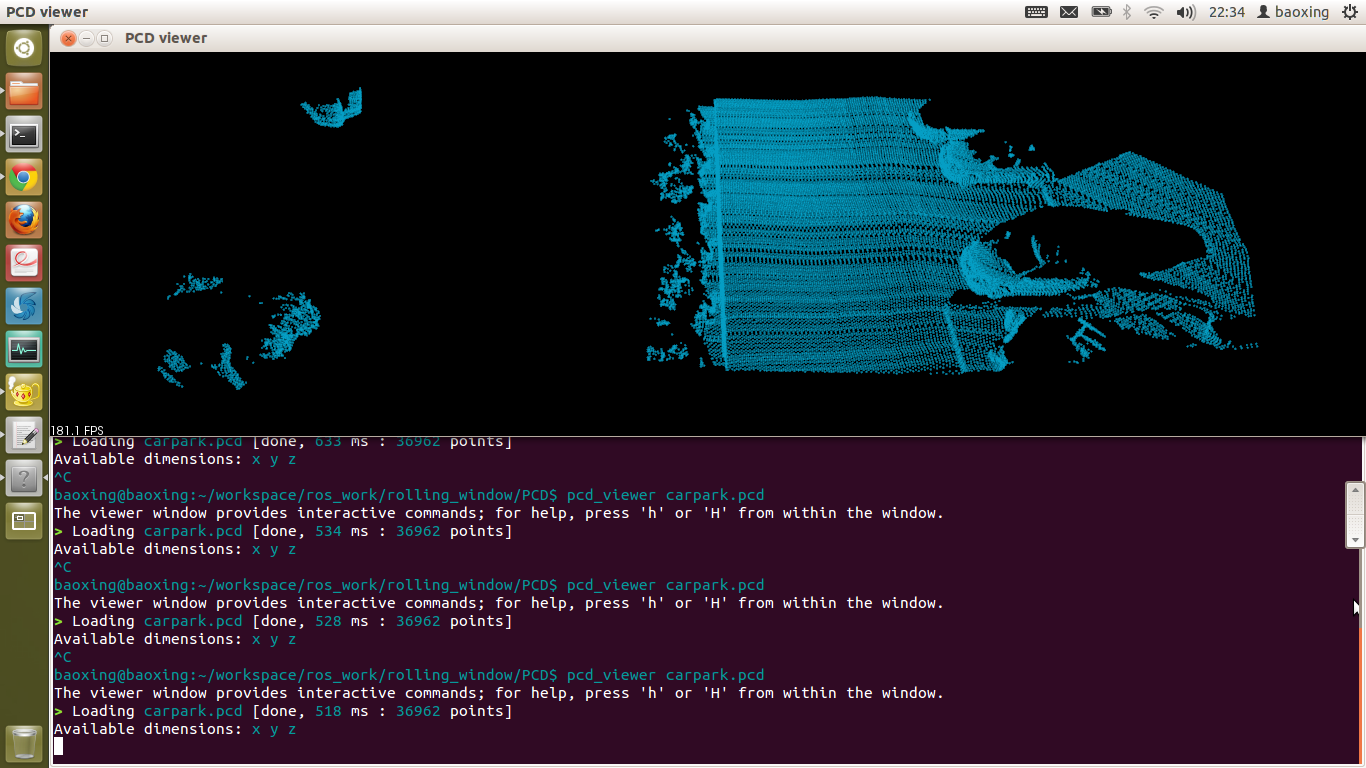 PCD viewer
22:34 baoxing
PCD viewer
181.1 FPS
> Loading carpark.pcd [done, 633 ms : 36962 points]
Available dimensions: x y z
^C
baoxing@baoxing:~/workspace/ros_work/rolling_window/PCD$ pcd_viewer carpark.pcd
The viewer window provides interactive commands; for help, press 'h' or 'H' from within the window.
> Loading carpark.pcd [done, 534 ms : 36962 points]
Available dimensions: x y z
^C
baoxing@baoxing:~/workspace/ros_work/rolling_window/PCD$ pcd_viewer carpark.pcd
The viewer window provides interactive commands; for help, press 'h' or 'H' from within the window.
> Loading carpark.pcd [done, 528 ms : 36962 points]
Available dimensions: x y z
^C
baoxing@baoxing:~/workspace/ros_work/rolling_window/PCD$ pcd_viewer carpark.pcd
The viewer window provides interactive commands; for help, press 'h' or 'H' from within the window.
> Loading carpark.pcd [done, 518 ms : 36962 points]
Available dimensions: x y z